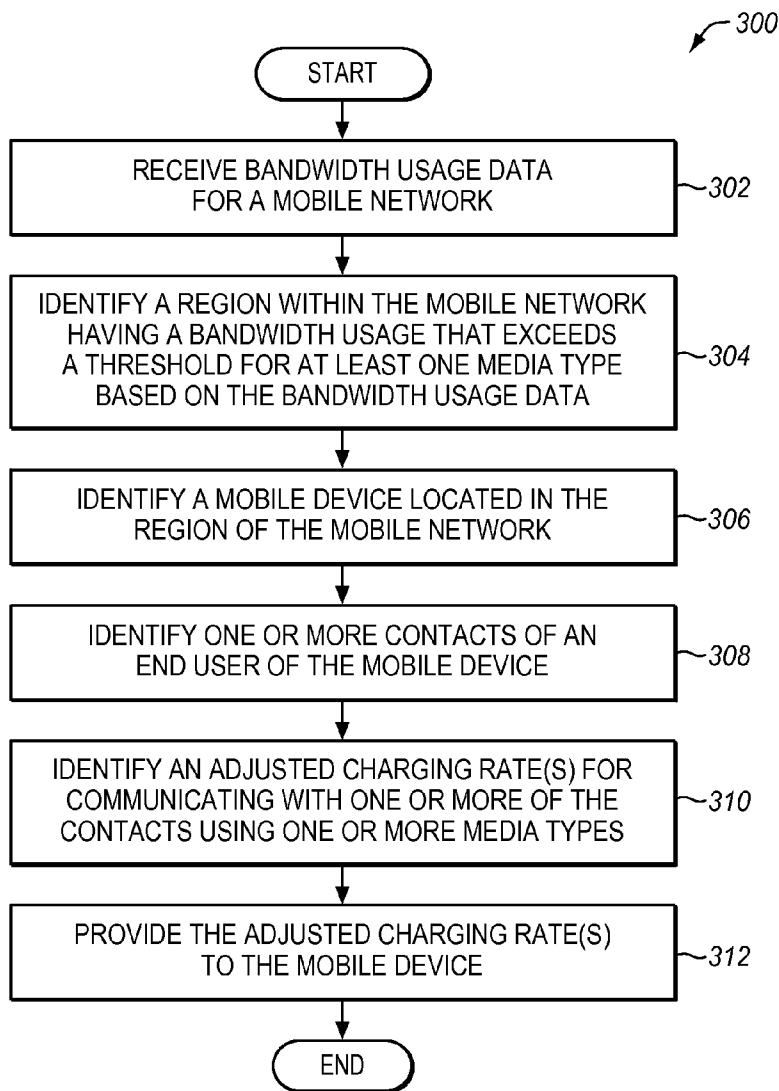 300
START
RECEIVE BANDWIDTH USAGE DATA
FOR A MOBILE NETWORK
302
IDENTIFY A REGION WITHIN THE MOBILE NETWORK
HAVING A BANDWIDTH USAGE THAT EXCEEDS
A THRESHOLD FOR AT LEAST ONE MEDIA TYPE
BASED ON THE BANDWIDTH USAGE DATA
304
IDENTIFY A MOBILE DEVICE LOCATED IN THE
REGION OF THE MOBILE NETWORK
306
IDENTIFY ONE OR MORE CONTACTS OF AN
END USER OF THE MOBILE DEVICE
308
IDENTIFY AN ADJUSTED CHARGING RATE(S) FOR
COMMUNICATING WITH ONE OR MORE OF THE
CONTACTS USING ONE OR MORE MEDIA TYPES
310
PROVIDE THE ADJUSTED CHARGING RATE(S)
TO THE MOBILE DEVICE
312
END